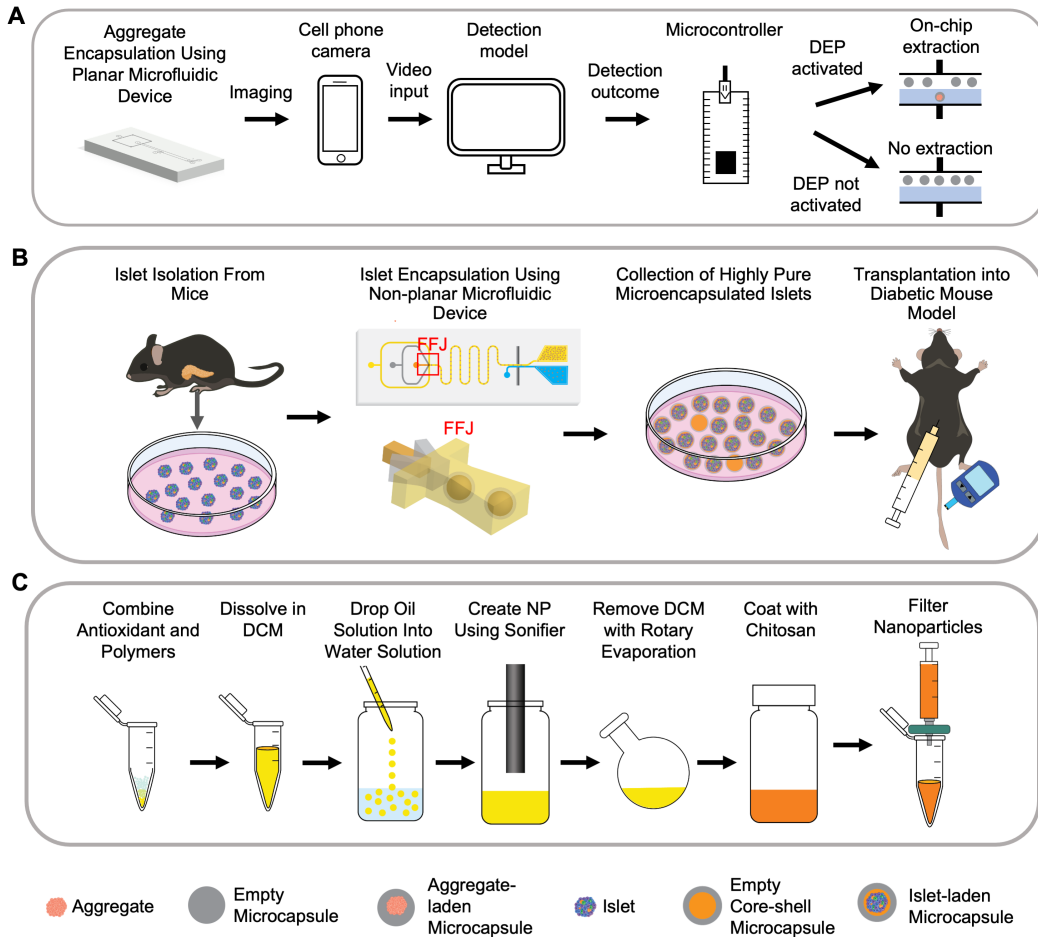 A
Aggregate
Encapsulation Using
Planar Microfluidic
Device
Imaging
Cell phone
camera
Video
input
Detection
model
Detection
outcome
Microcontroller
DEP
activated
On-chip
extraction
No extraction
DEP not
activated
B
Islet Isolation From
Mice
Islet Encapsulation Using
Non-planar Microfluidic
Device
FFJ
FFJ
Collection of Highly Pure
Microencapsulated Islets
Transplantation into
Diabetic Mouse
Model
C
Combine
Antioxidant and
Polymers
Dissolve in
DCM
Drop Oil
Solution Into
Water Solution
Create NP
Using Sonifier
Remove DCM
with Rotary
Evaporation
Coat with
Chitosan
Filter
Nanoparticles
Aggregate
Empty
Microcapsule
Aggregate-
laden
Microcapsule
Islet
Empty
Core-shell
Microcapsule
Islet-laden
Microcapsule